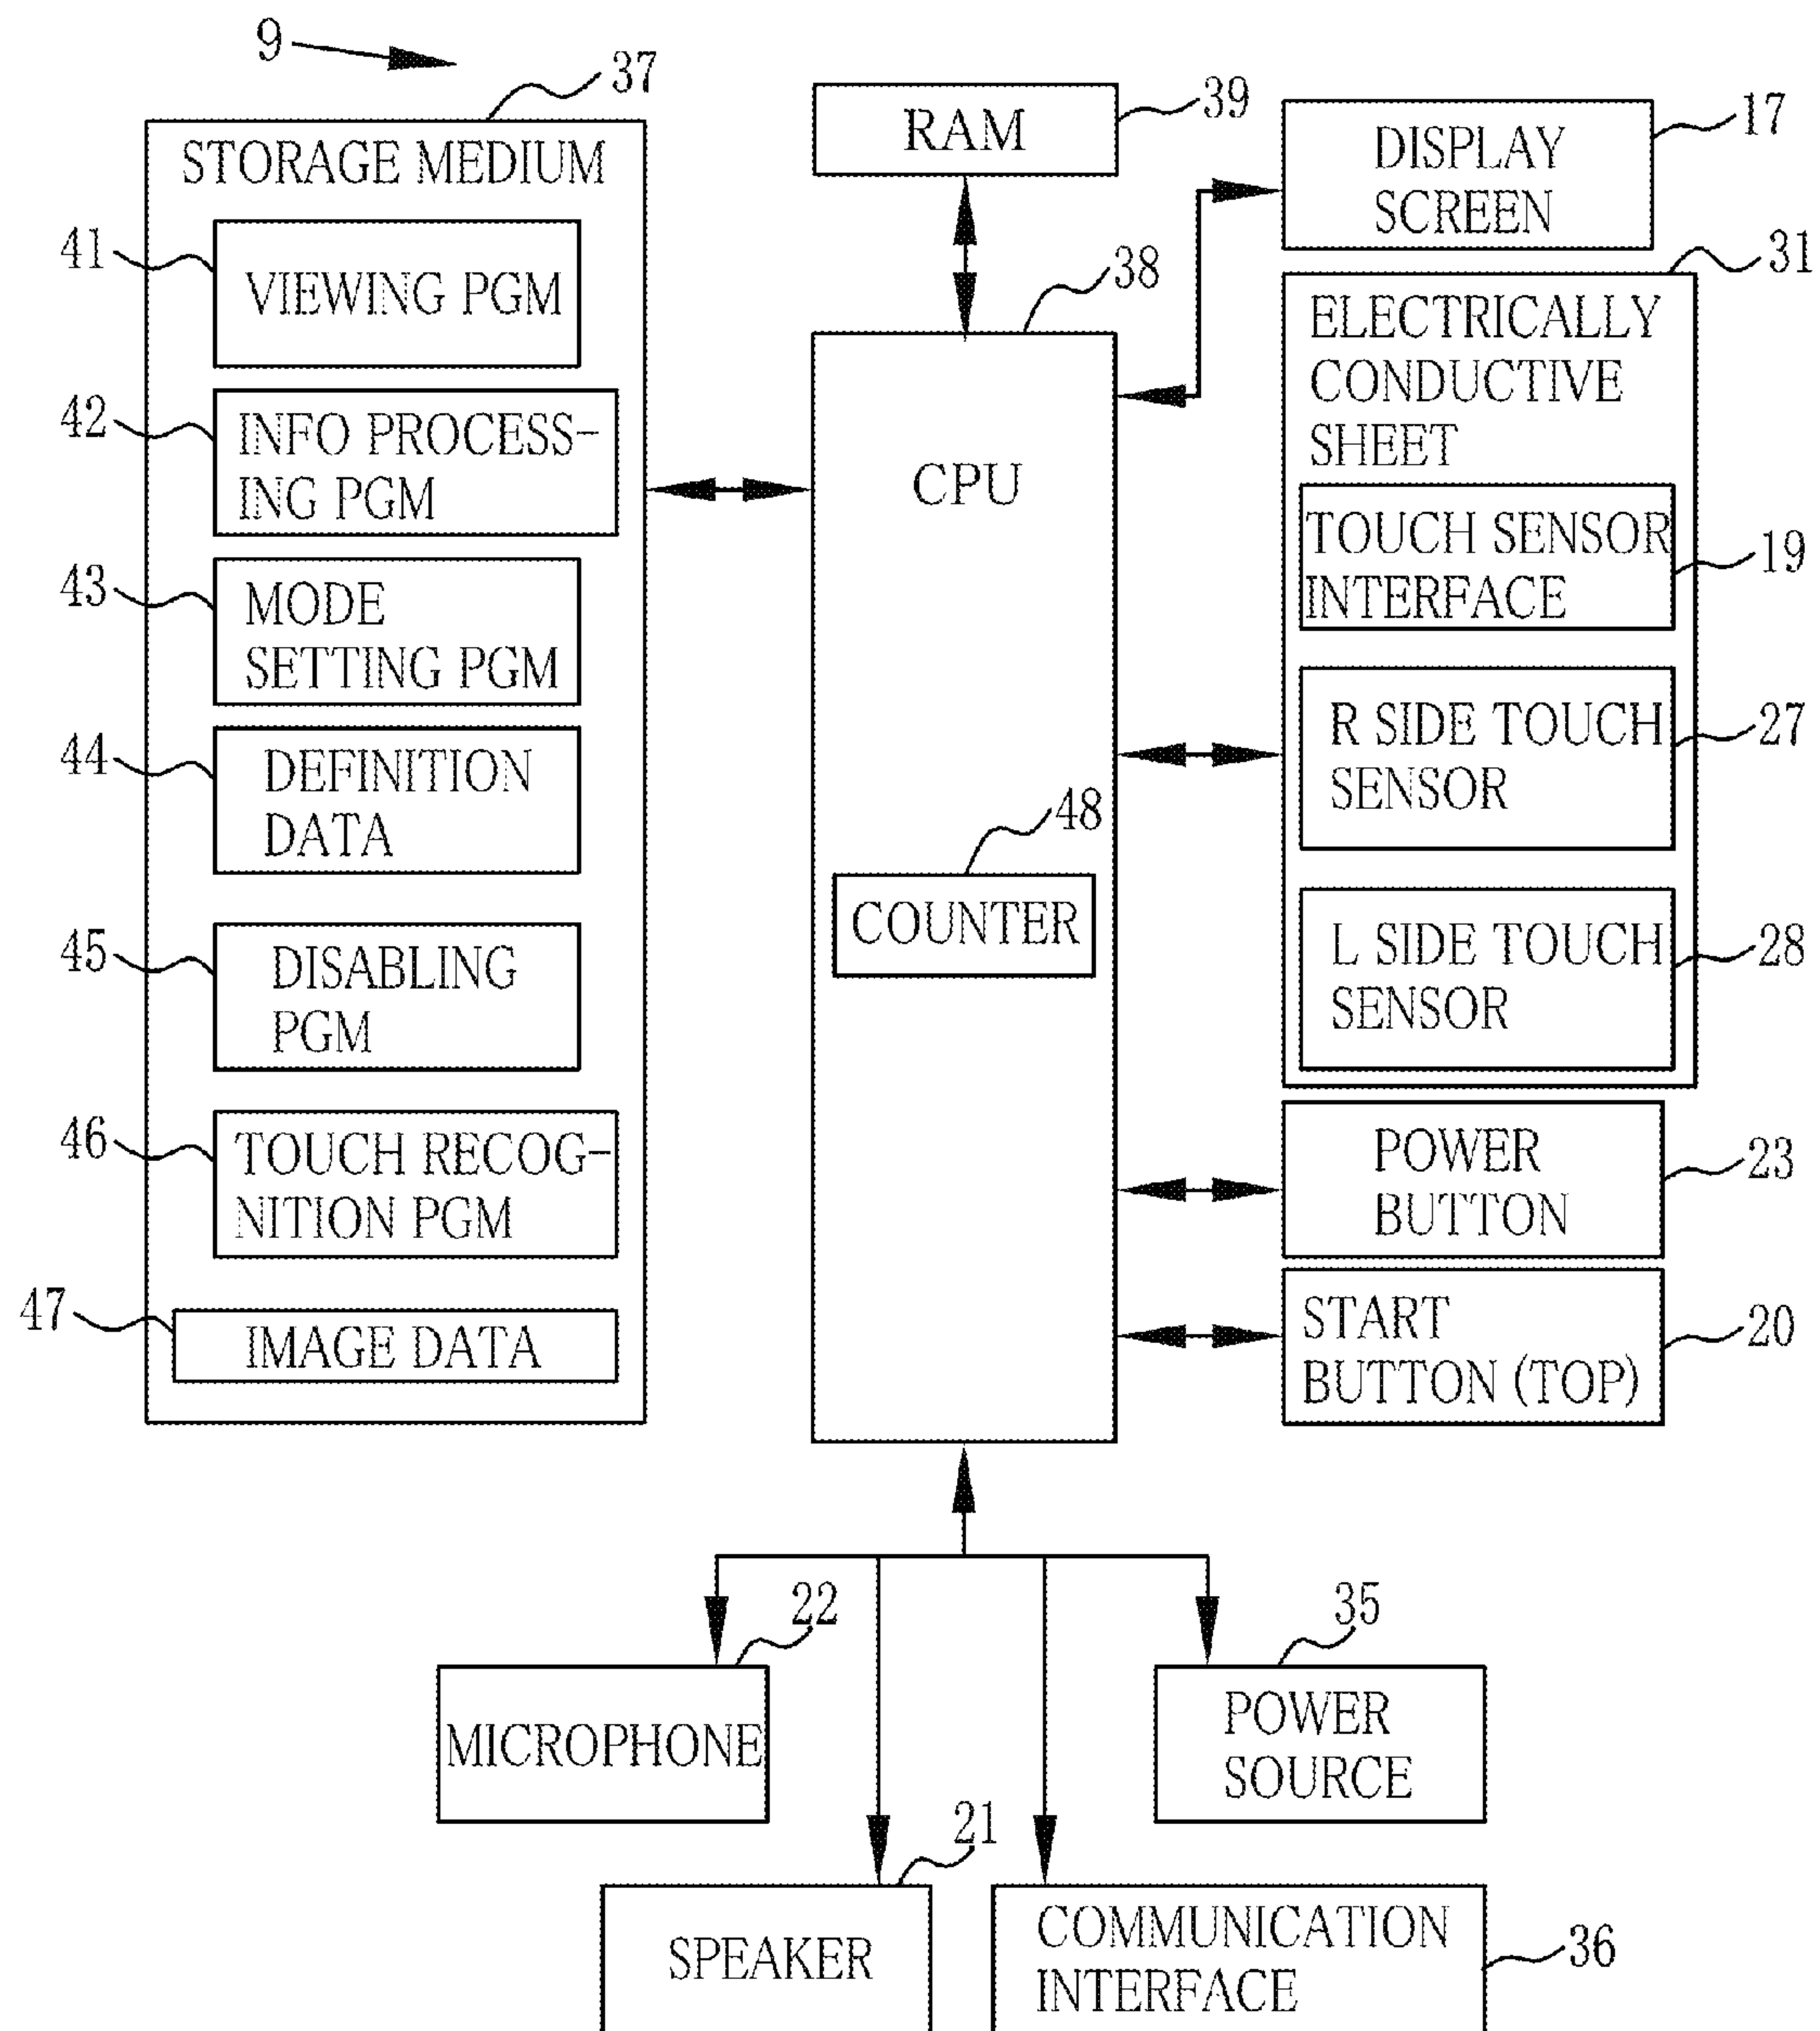 9
37
STORAGE MEDIUM
41
VIEWING PGM
42
INFO PROCESS-
ING PGM
43
MODE
SETTING PGM
44
DEFINITION
DATA
45
DISABLING
PGM
46
TOUCH RECOG-
NITION PGM
47
IMAGE DATA
RAM
39
38
CPU
48
COUNTER
DISPLAY
SCREEN
17
31
ELECTRICALLY
CONDUCTIVE
SHEET
TOUCH SENSOR
INTERFACE
19
R SIDE TOUCH
SENSOR
27
L SIDE TOUCH
SENSOR
28
POWER
BUTTON
23
START
BUTTON (TOP)
20
22
MICROPHONE
35
POWER
SOURCE
21
SPEAKER
COMMUNICATION
INTERFACE
36